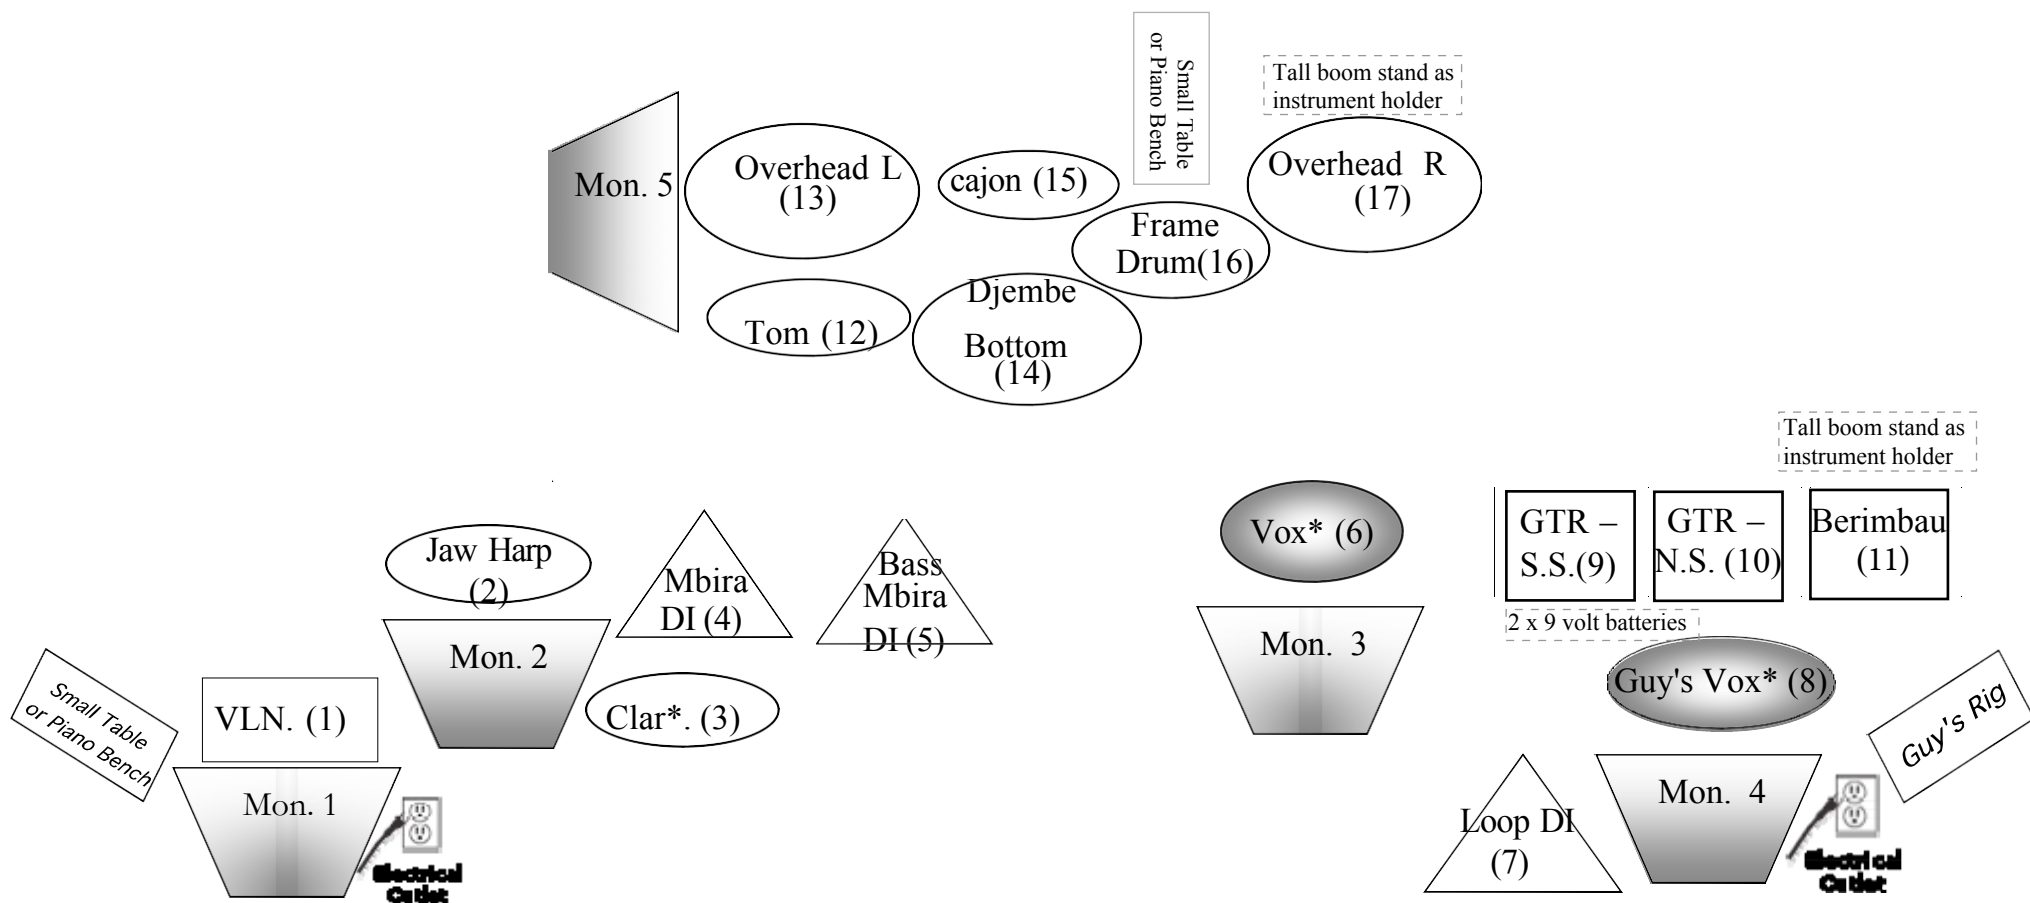 Small Table
or Piano Bench
Tall boom stand as
instrument holder
Mon. 5
Overhead L
(13)
cajon (15)
Overhead R
(17)
Frame
Drum(16)
Tom (12)
Djembe
Bottom
(14)
Tall boom stand as
instrument holder
Jaw Harp
(2)
Mbira
DI (4)
Bass
Mbira
DI (5)
Vox* (6)
GTR –
S.S.(9)
GTR –
N.S. (10)
Berimbau
(11)
2 x 9 volt batteries
Mon. 2
Clar*. (3)
Mon. 3
Guy's Vox* (8)
Guy's Rig
Small Table
or Piano Bench
VLN. (1)
Mon. 1
Electrical
Outlet
Loop DI
(7)
Mon. 4
Electrical
Outlet